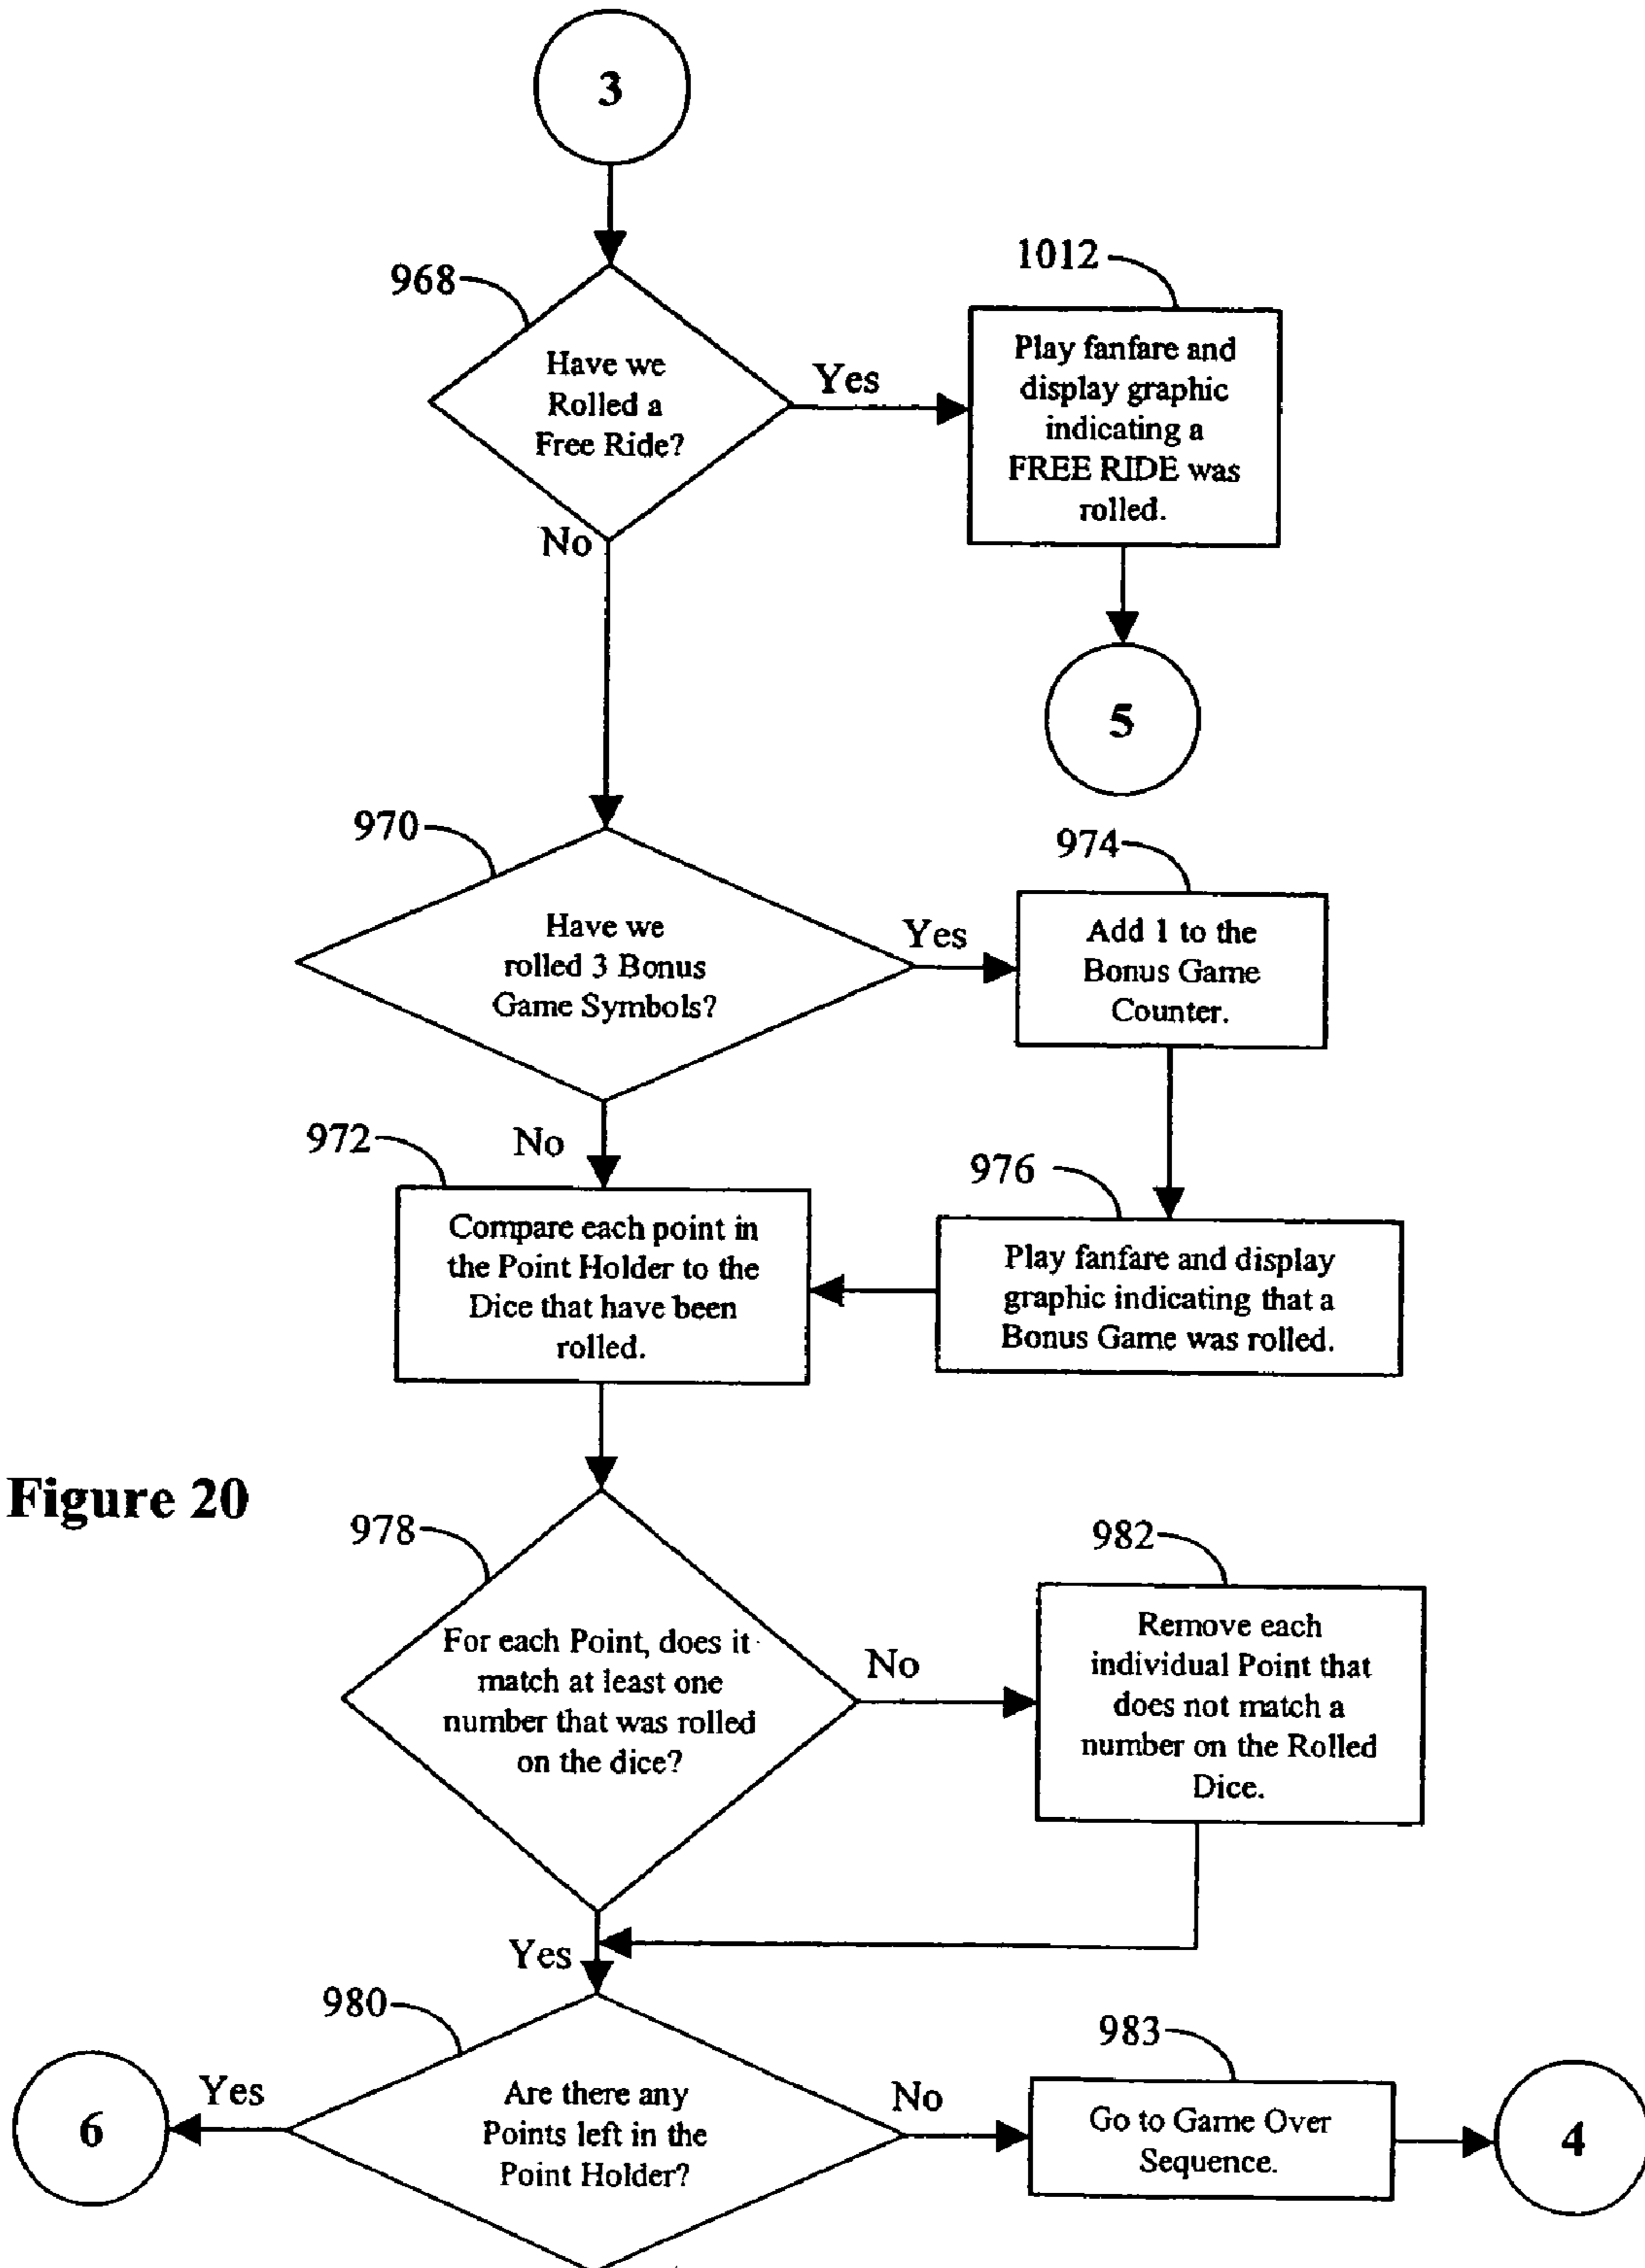 3
968
Have we
Rolled a
Free Ride?
Yes
1012
Play fanfare and
display graphic
indicating a
FREE RIDE was
rolled.
No
5
970
Have we
rolled 3 Bonus
Game Symbols?
Yes
974
Add 1 to the
Bonus Game
Counter.
No
972
Compare each point in
the Point Holder to the
Dice that have been
rolled.
976
Play fanfare and display
graphic indicating that a
Bonus Game was rolled.
Figure 20
978
For each Point, does it
match at least one
number that was rolled
on the dice?
No
982
Remove each
individual Point that
does not match a
number on the Rolled
Dice.
Yes
980
Are there any
Points left in the
Point Holder?
Yes
6
No
983
Go to Game Over
Sequence.
4